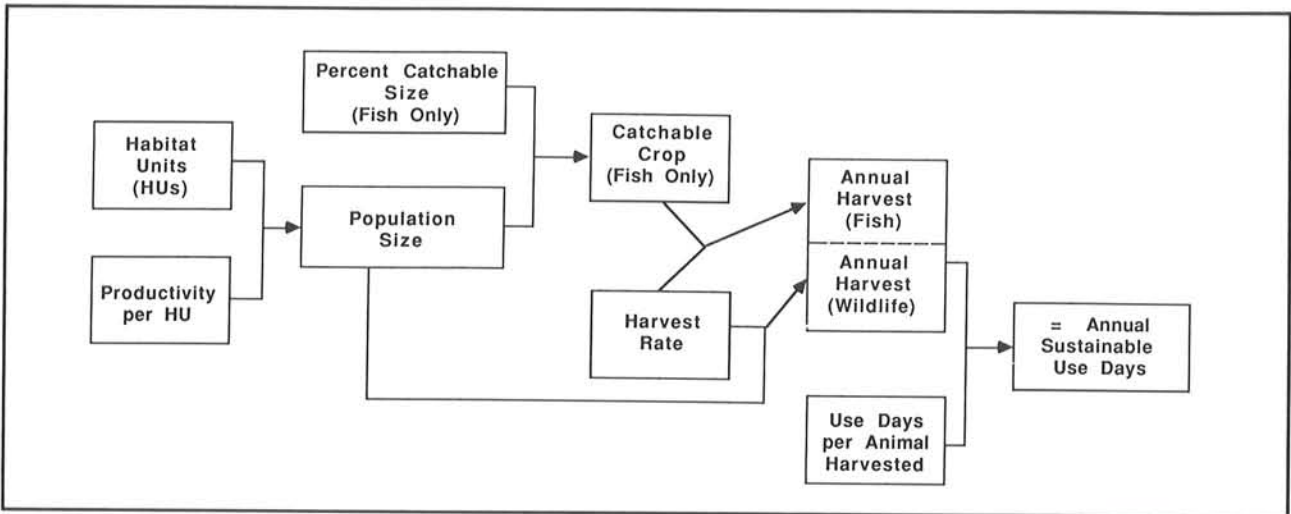 Percent Catchable
Size
(Fish Only)
Habitat
Units
(HUs)
Catchable
Crop
(Fish Only)
Population
Size
Annual
Harvest
(Fish)
Productivity
per HU
Harvest
Rate
Annual
Harvest
(Wildlife)
= Annual
Sustainable
Use Days
Use Days
per Animal
Harvested